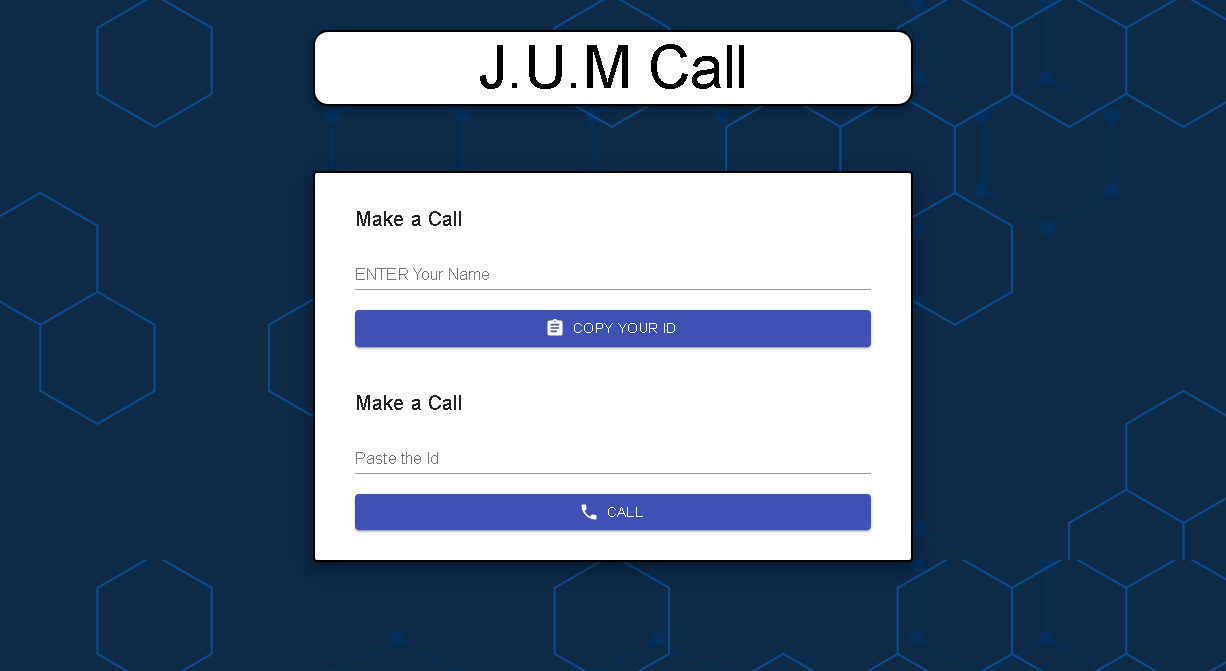 J.U.M Call
Make a Call
ENTER Your Name
COPY YOUR ID
Make a Call
Paste the Id
CALL